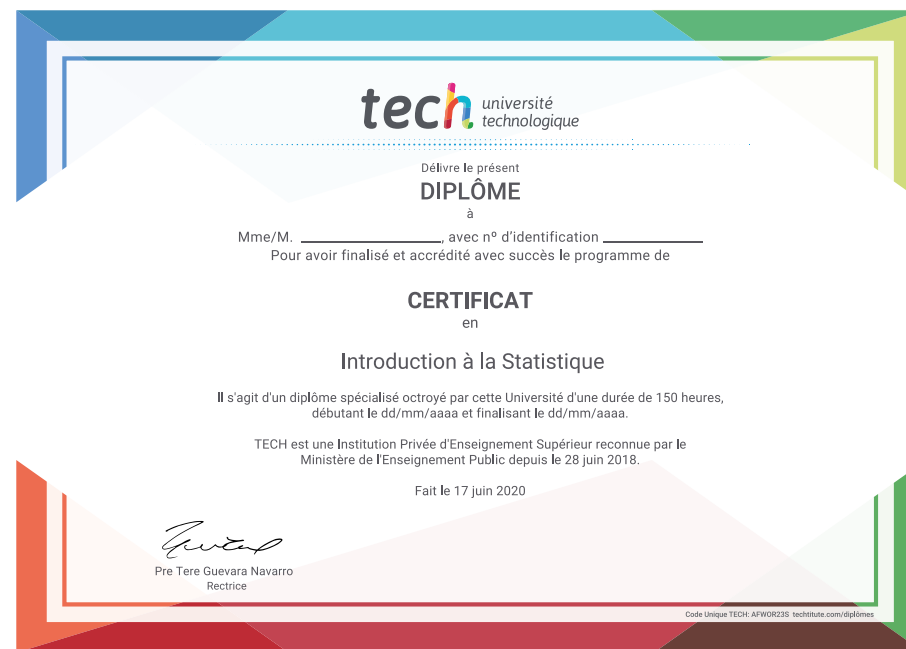 tech université
technologique
Délivre le présent
DIPLÔME
à
Mme/M. ____________________, avec nº d'identification ______________
Pour avoir finalisé et accrédité avec succès le programme de
CERTIFICAT
en
Introduction à la Statistique
Il s'agit d'un diplôme spécialisé octroyé par cette Université d'une durée de 150 heures,
débutant le dd/mm/aaaa et finalisant le dd/mm/aaaa.
TECH est une Institution Privée d'Enseignement Supérieur reconnue par le
Ministère de l'Enseignement Public depuis le 28 juin 2018.
Fait le 17 juin 2020
Pre Tere Guevara Navarro
Rectrice
Code Unique TECH: AFWOR23S techtitute.com/diplômes